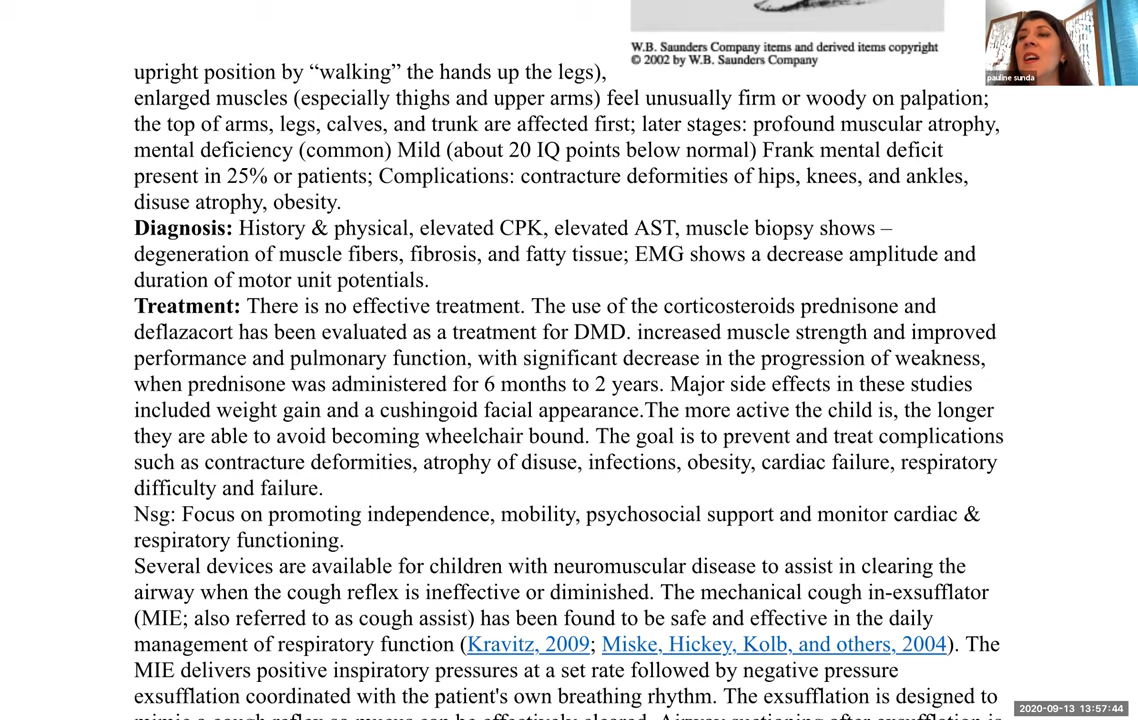 W.B. Saunders Company items and derived items copyright
© 2002 by W.B. Saunders Company
pauline sunda
upright position by “walking” the hands up the legs),
enlarged muscles (especially thighs and upper arms) feel unusually firm or woody on palpation;
the top of arms, legs, calves, and trunk are affected first; later stages: profound muscular atrophy,
mental deficiency (common) Mild (about 20 IQ points below normal) Frank mental deficit
present in 25% or patients; Complications: contracture deformities of hips, knees, and ankles,
disuse atrophy, obesity.
Diagnosis: History & physical, elevated CPK, elevated AST, muscle biopsy shows –
degeneration of muscle fibers, fibrosis, and fatty tissue; EMG shows a decrease amplitude and
duration of motor unit potentials.
Treatment: There is no effective treatment. The use of the corticosteroids prednisone and
deflazacort has been evaluated as a treatment for DMD. increased muscle strength and improved
performance and pulmonary function, with significant decrease in the progression of weakness,
when prednisone was administered for 6 months to 2 years. Major side effects in these studies
included weight gain and a cushingoid facial appearance.The more active the child is, the longer
they are able to avoid becoming wheelchair bound. The goal is to prevent and treat complications
such as contracture deformities, atrophy of disuse, infections, obesity, cardiac failure, respiratory
difficulty and failure.
Nsg: Focus on promoting independence, mobility, psychosocial support and monitor cardiac &
respiratory functioning.
Several devices are available for children with neuromuscular disease to assist in clearing the
airway when the cough reflex is ineffective or diminished. The mechanical cough in-exsufflator
(MIE; also referred to as cough assist) has been found to be safe and effective in the daily
management of respiratory function (Kravitz, 2009; Miske, Hickey, Kolb, and others, 2004). The
MIE delivers positive inspiratory pressures at a set rate followed by negative pressure
exsufflation coordinated with the patient's own breathing rhythm. The exsufflation is designed to
2020-09-13 13:57:44